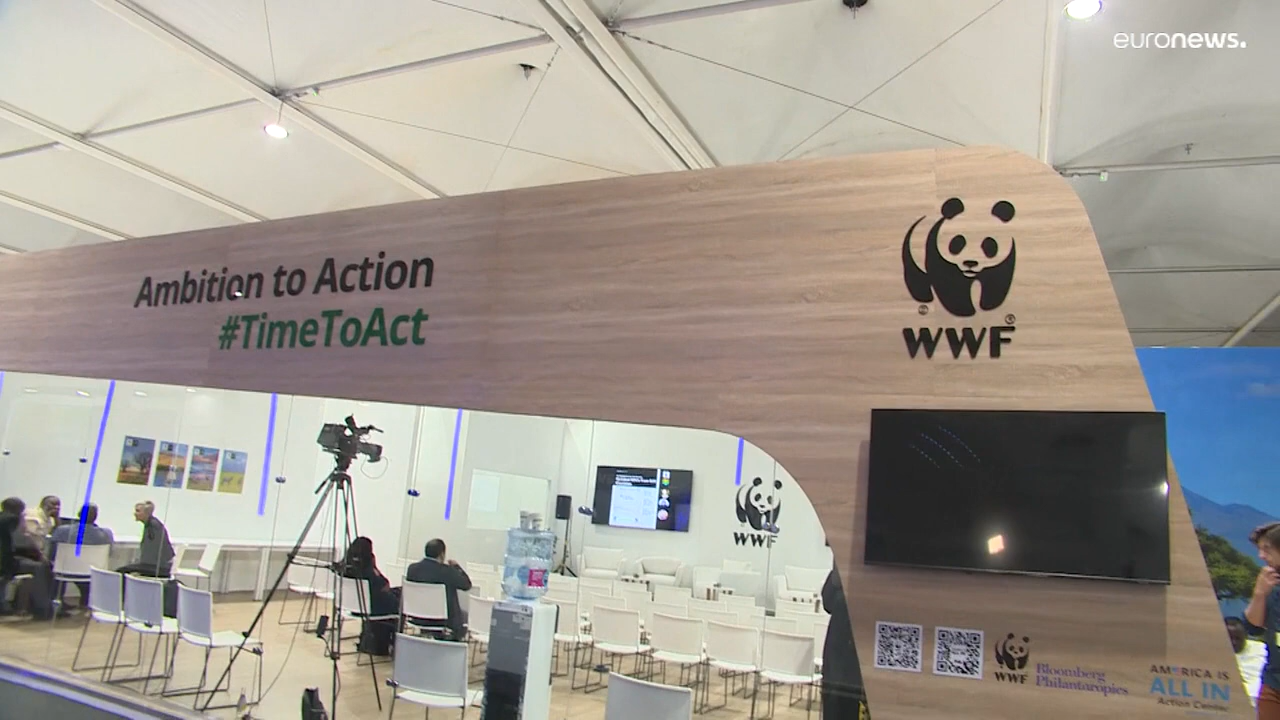 euronews.
Ambition to Action
#TimeToAct
WWF
WWF
WWF
Bloomberg
Philanthropies
AMERICA IS
ALL IN
Action Center